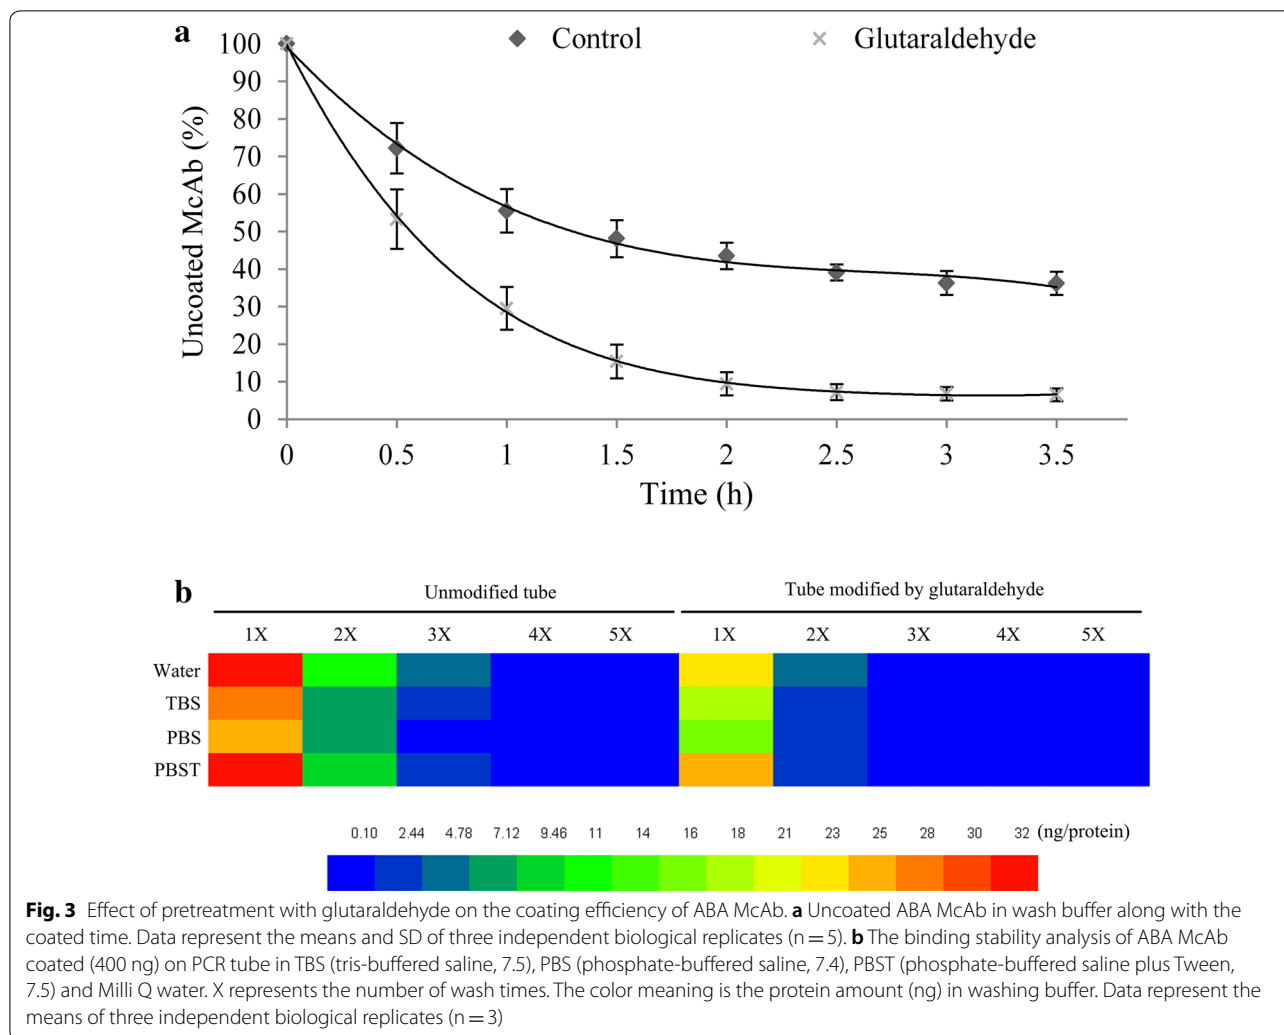 a
Control
Glutaraldehyde
Uncoated McAb (%)
100
90
80
70
60
50
40
30
20
10
0
0 0.5 1 1.5 2 2.5 3 3.5
Time (h)
b
Unmodified tube
Tube modified by glutaraldehyde
1X 2X 3X 4X 5X 1X 2X 3X 4X 5X
Water
TBS
PBS
PBST
0.10 2.44 4.78 7.12 9.46 11 14 16 18 21 23 25 28 30 32 (ng/protein)
Fig. 3 Effect of pretreatment with glutaraldehyde on the coating efficiency of ABA McAb. a Uncoated ABA McAb in wash buffer along with the
coated time. Data represent the means and SD of three independent biological replicates (n = 5). b The binding stability analysis of ABA McAb
coated (400 ng) on PCR tube in TBS (tris-buffered saline, 7.5), PBS (phosphate-buffered saline, 7.4), PBST (phosphate-buffered saline plus Tween,
7.5) and Milli Q water. X represents the number of wash times. The color meaning is the protein amount (ng) in washing buffer. Data represent the
means of three independent biological replicates (n = 3)